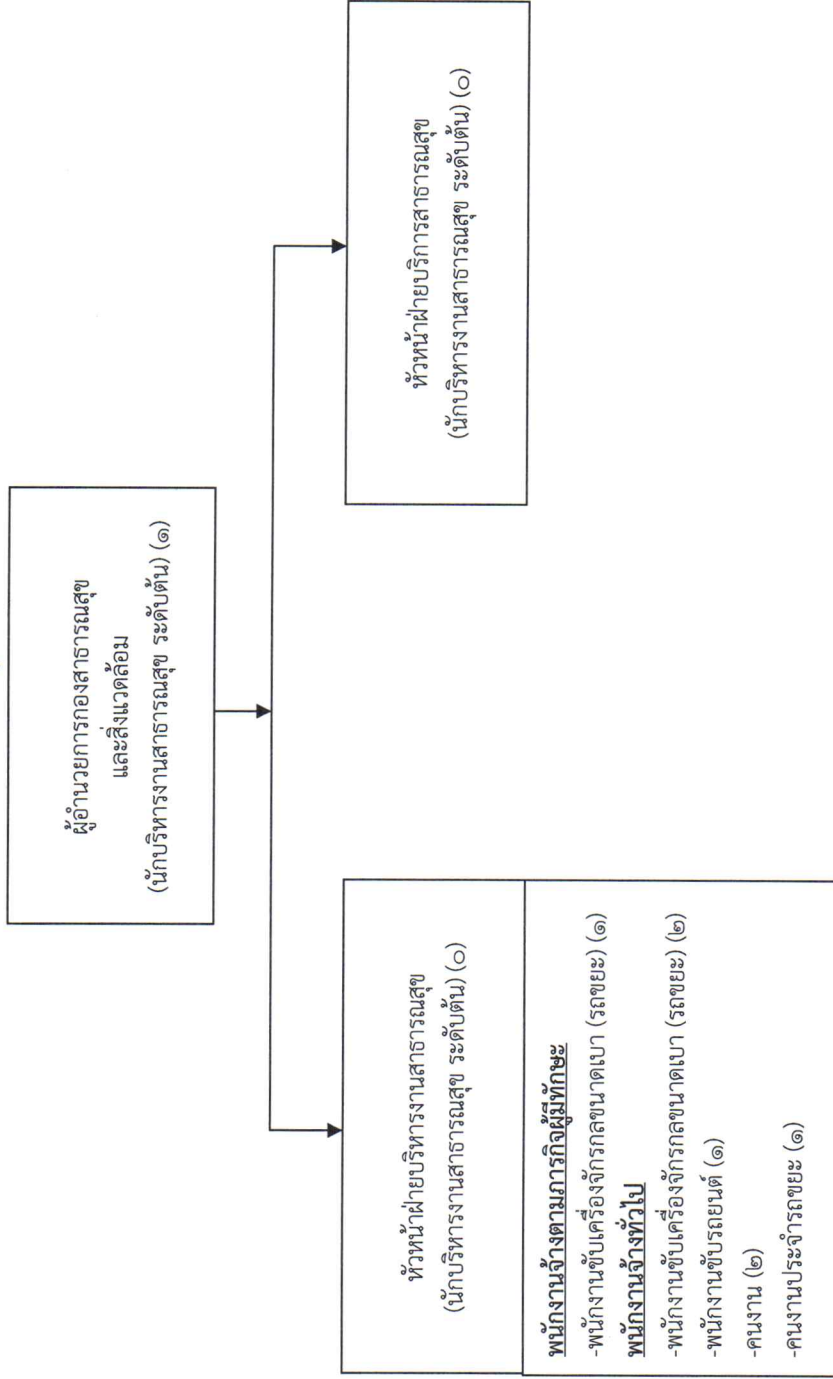 ผู้อำนวยการกองสาธารณสุข
และสิ่งแวดล้อม
(นักบริหารงานสาธารณสุข ระดับต้น) (๑)
หัวหน้าฝ่ายบริหารงานสาธารณสุข
(นักบริหารงานสาธารณสุข ระดับต้น) (๐)
พนักงานจ้างตามภารกิจผู้มีทักษะ
-พนักงานขับเครื่องจักรกลขนาดเบา (รถขยะ) (๑)
พนักงานจ้างทั่วไป
-พนักงานขับเครื่องจักรกลขนาดเบา (รถขยะ) (๒)
-พนักงานขับรถยนต์ (๑)
-คนงาน (๒)
-คนงานประจำรถขยะ (๑)
หัวหน้าฝ่ายบริการสาธารณสุข
(นักบริหารงานสาธารณสุข ระดับต้น) (๐)